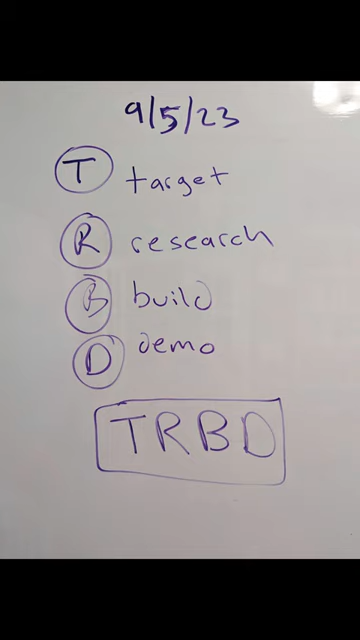 9/5/23
T target
R research
B build
D demo
TRBD